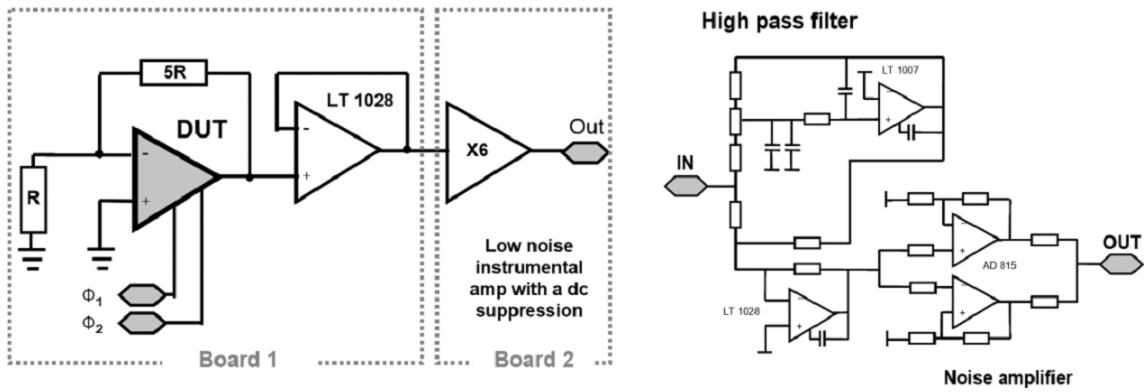 5R
DUT
LT 1028
-
+
-
+
R
Φ1
Φ2
X6
Out
Low noise
instrumental
amp with a dc
suppression
Board 1
Board 2
High pass filter
LT 1007
-
+
IN
-
+
AD 815
+
-
OUT
-
+
LT 1028
Noise amplifier